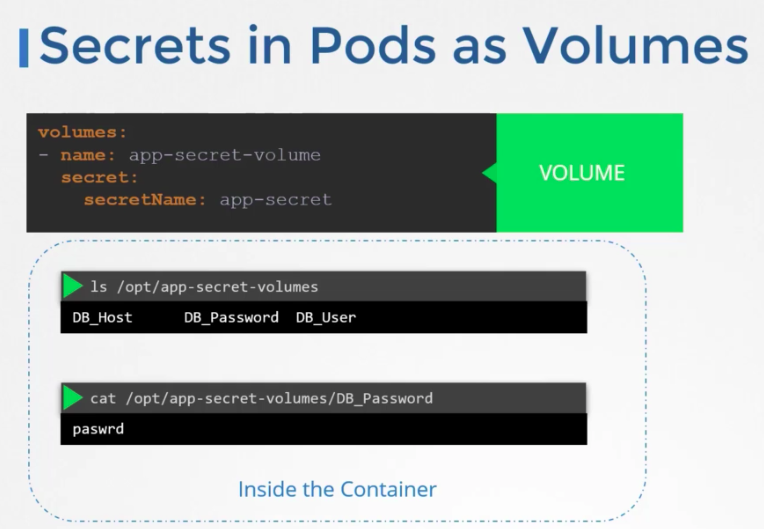 Secrets in Pods as Volumes
volumes:
- name: app-secret-volume
secret:
secretName: app-secret
VOLUME
ls /opt/app-secret-volumes
DB_Host DB_Password DB_User
cat /opt/app-secret-volumes/DB_Password
paswrd
Inside the Container